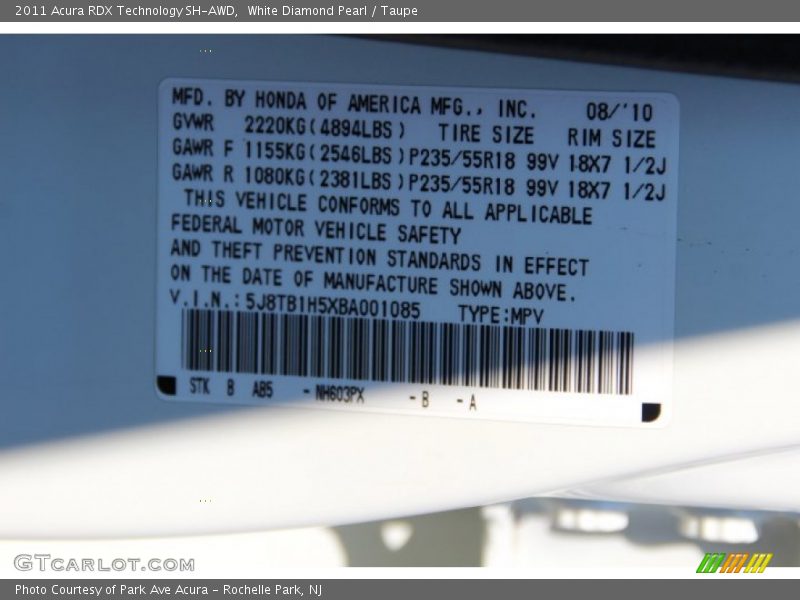 2011 Acura RDX Technology SH-AWD,  White Diamond Pearl / Taupe
MFD. BY HONDA OF AMERICA MFG., INC. 08/'10
GVWR 2220KG(4894LBS) TIRE SIZE RIM SIZE
GAWR F 1155KG(2546LBS)P235/55R18 99V 18X7 1/2J
GAWR R 1080KG(2381LBS)P235/55R18 99V 18X7 1/2J
THIS VEHICLE CONFORMS TO ALL APPLICABLE
FEDERAL MOTOR VEHICLE SAFETY
AND THEFT PREVENTION STANDARDS IN EFFECT
ON THE DATE OF MANUFACTURE SHOWN ABOVE.
V.I.N.:5J8TB1H5XBA001085 TYPE:MPV
STK B AB5 -NH603PX -B -A
GTCARLOT.COM
Photo Courtesy of Park Ave Acura - Rochelle Park, NJ